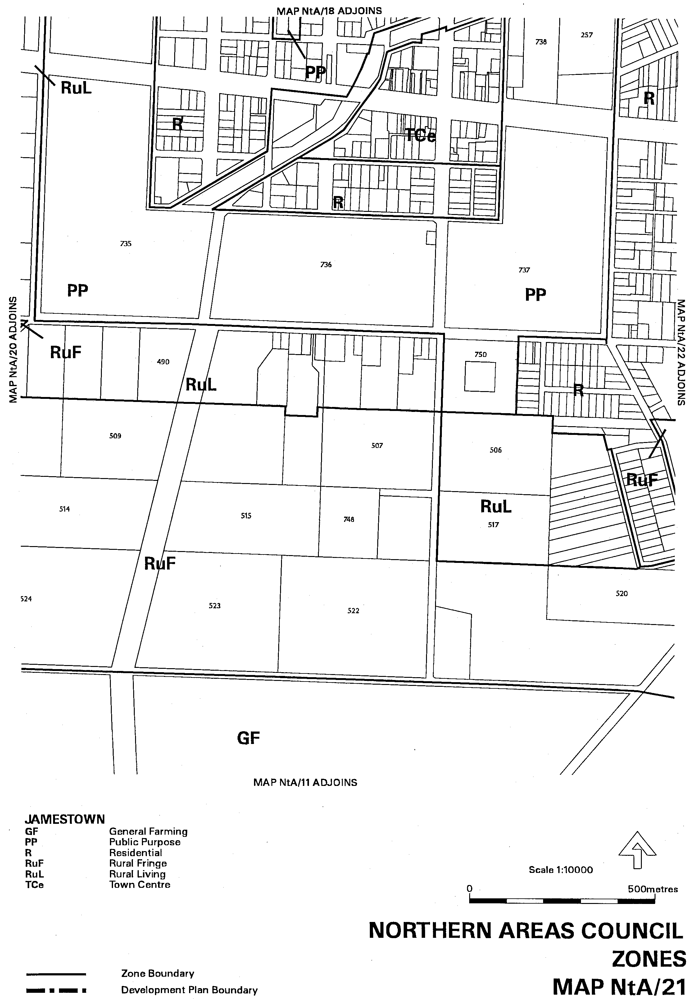 MAP NtA/18 ADJOINS
738
257
PP
RuL
R
R
TCe
R
735
736
737
PP
PP
MAP NtA/20 ADJOINS
MAP NtA/22 ADJOINS
RuF
490
750
RuL
R
509
507
506
RuF
514
515
748
RuL
517
RuF
524
523
522
520
GF
MAP NtA/11 ADJOINS
JAMESTOWN
GF General Farming
PP Public Purpose
R Residential
RuF Rural Fringe
RuL Rural Living
TCe Town Centre
Scale 1:10000
0 500metres
NORTHERN AREAS COUNCIL
ZONES
MAP NtA/21
Zone Boundary
Development Plan Boundary